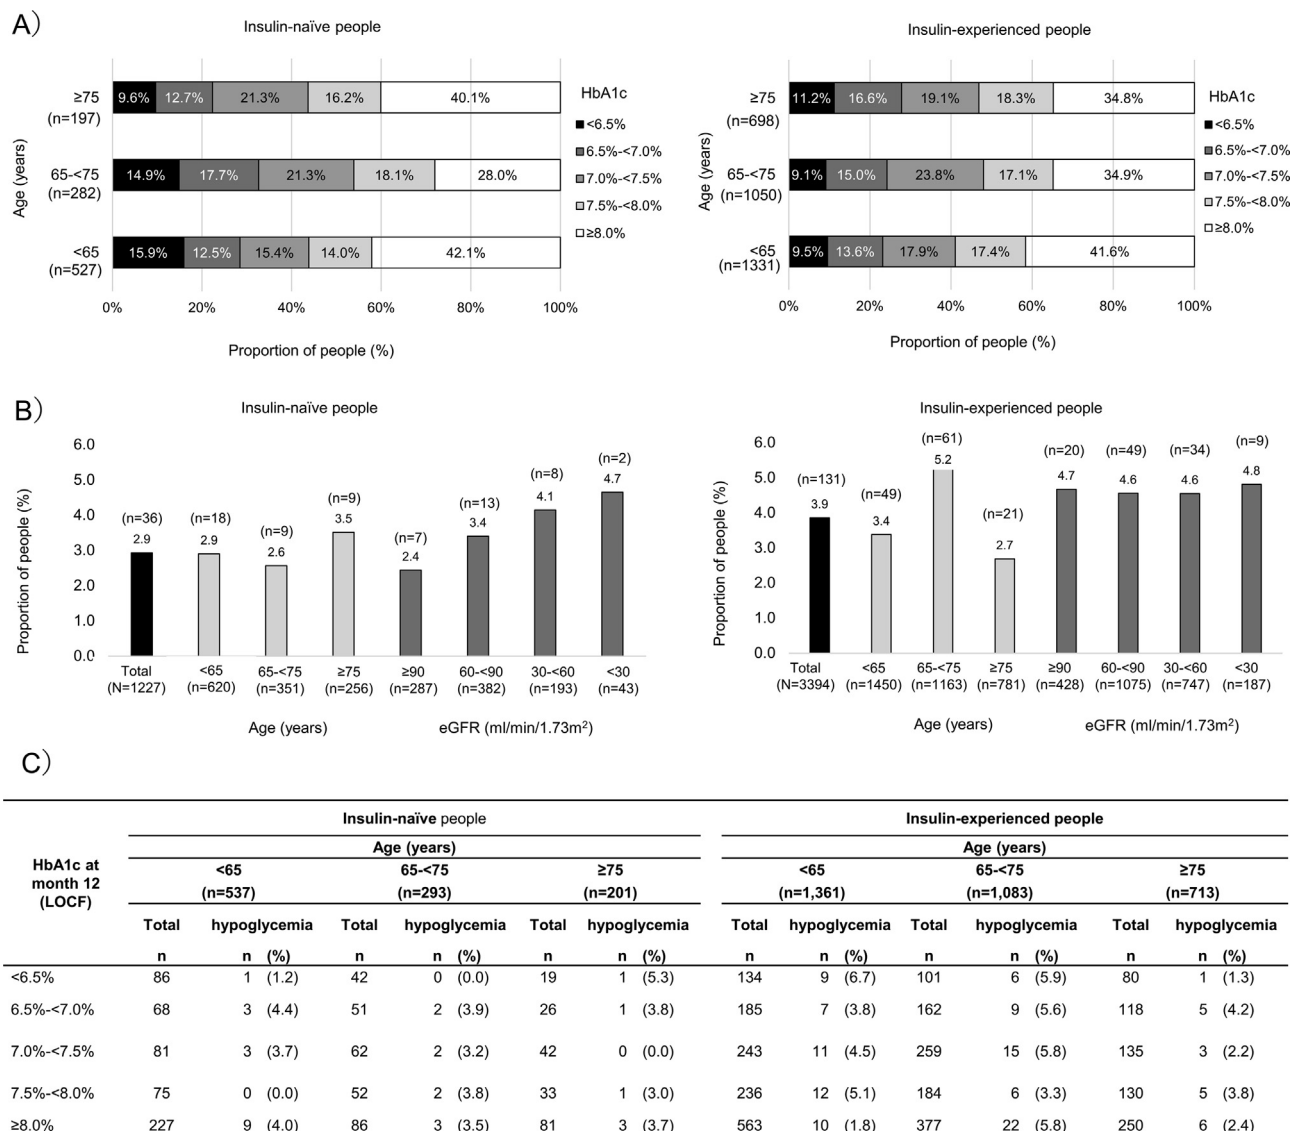 A)
Insulin-naïve people
Age (years)
≥75
(n=197)
9.6% 12.7% 21.3% 16.2% 40.1%
65-<75
(n=282)
14.9% 17.7% 21.3% 18.1% 28.0%
<65
(n=527)
15.9% 12.5% 15.4% 14.0% 42.1%
0% 20% 40% 60% 80% 100%
Proportion of people (%)
HbA1c
<6.5%
6.5%-<7.0%
7.0%-<7.5%
7.5%-<8.0%
≥8.0%
Insulin-experienced people
Age (years)
≥75
(n=698)
11.2% 16.6% 19.1% 18.3% 34.8%
65-<75
(n=1050)
9.1% 15.0% 23.8% 17.1% 34.9%
<65
(n=1331)
9.5% 13.6% 17.9% 17.4% 41.6%
0% 20% 40% 60% 80% 100%
Proportion of people (%)
HbA1c
<6.5%
6.5%-<7.0%
7.0%-<7.5%
7.5%-<8.0%
≥8.0%
B)
Insulin-naïve people
Proportion of people (%)
6.0
5.0
4.0
3.0
2.0
1.0
0.0
(n=36) (n=18) (n=9) (n=9) (n=7) (n=13) (n=8) (n=2)
2.9 2.9 2.6 3.5 2.4 3.4 4.1 4.7
Total <65 65-<75 ≥75 ≥90 60-<90 30-<60 <30
(N=1227) (n=620) (n=351) (n=256) (n=287) (n=382) (n=193) (n=43)
Age (years) eGFR (ml/min/1.73m²)
Insulin-experienced people
Proportion of people (%)
6.0
5.0
4.0
3.0
2.0
1.0
0.0
(n=131) (n=49) (n=61) (n=21) (n=20) (n=49) (n=34) (n=9)
3.9 3.4 5.2 2.7 4.7 4.6 4.6 4.8
Total <65 65-<75 ≥75 ≥90 60-<90 30-<60 <30
(N=3394) (n=1450) (n=1163) (n=781) (n=428) (n=1075) (n=747) (n=187)
Age (years) eGFR (ml/min/1.73m²)
C)
Insulin-naïve people Insulin-experienced people
Age (years) Age (years)
HbA1c at
month 12
(LOCF)
<65 65-<75 ≥75 <65 65-<75 ≥75
(n=537) (n=293) (n=201) (n=1,361) (n=1,083) (n=713)
Total hypoglycemia Total hypoglycemia Total hypoglycemia Total hypoglycemia Total hypoglycemia Total hypoglycemia
n n (%) n n (%) n n (%) n n (%) n n (%) n n (%)
<6.5% 86 1 (1.2) 42 0 (0.0) 19 1 (5.3) 134 9 (6.7) 101 6 (5.9) 80 1 (1.3)
6.5%-<7.0% 68 3 (4.4) 51 2 (3.9) 26 1 (3.8) 185 7 (3.8) 162 9 (5.6) 118 5 (4.2)
7.0%-<7.5% 81 3 (3.7) 62 2 (3.2) 42 0 (0.0) 243 11 (4.5) 259 15 (5.8) 135 3 (2.2)
7.5%-<8.0% 75 0 (0.0) 52 2 (3.8) 33 1 (3.0) 236 12 (5.1) 184 6 (3.3) 130 5 (3.8)
≥8.0% 227 9 (4.0) 86 3 (3.5) 81 3 (3.7) 563 10 (1.8) 377 22 (5.8) 250 6 (2.4)